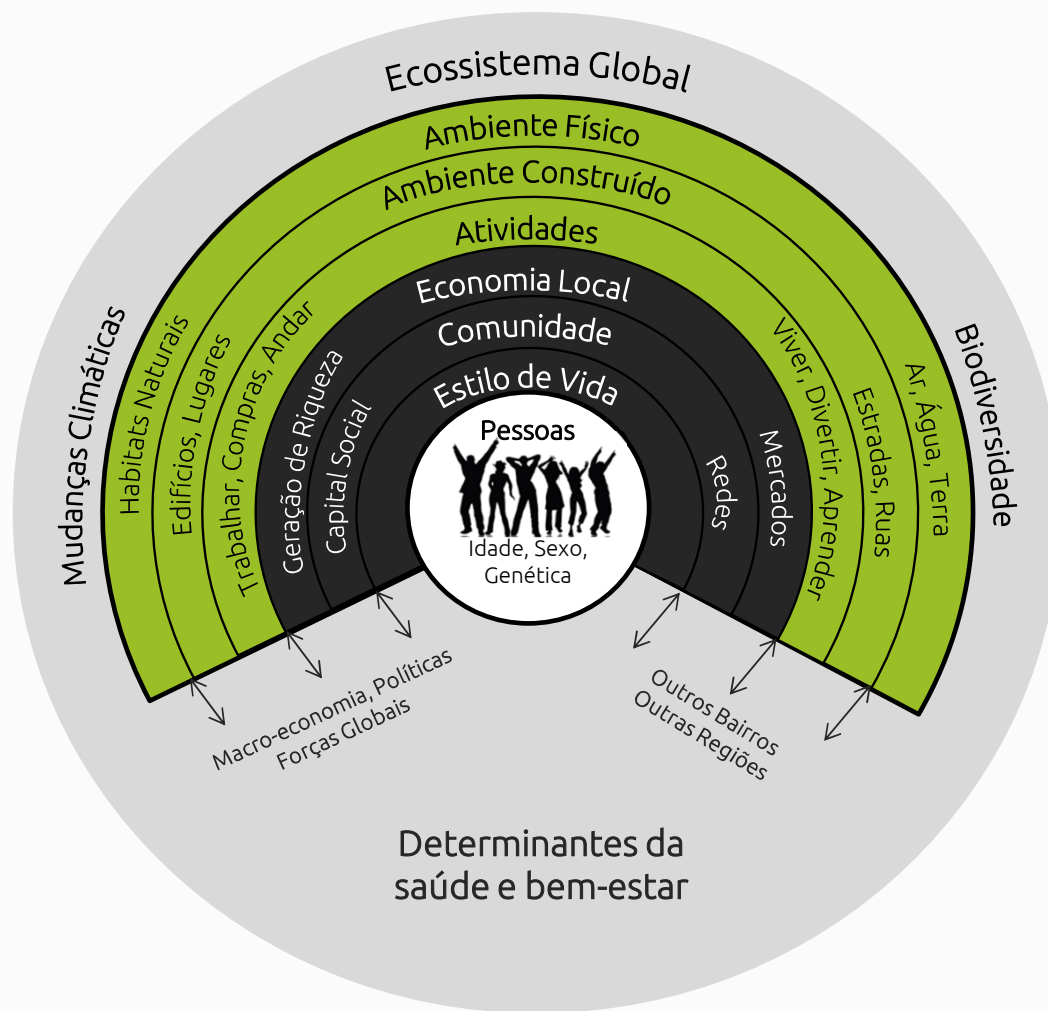 Ecossistema Global
Mudanças Climáticas
Biodiversidade
Ambiente Físico
Habitats Naturais
Ar, Água, Terra
Ambiente Construído
Edifícios, Lugares
Estradas, Ruas
Atividades
Trabalhar, Compras, Andar
Viver, Divertir, Aprender
Economia Local
Geração de Riqueza
Mercados
Comunidade
Capital Social
Redes
Estilo de Vida
Pessoas
Idade, Sexo,
Genética
Macro-economia, Políticas
Forças Globais
Outros Bairros
Outras Regiões
Determinantes da
saúde e bem-estar